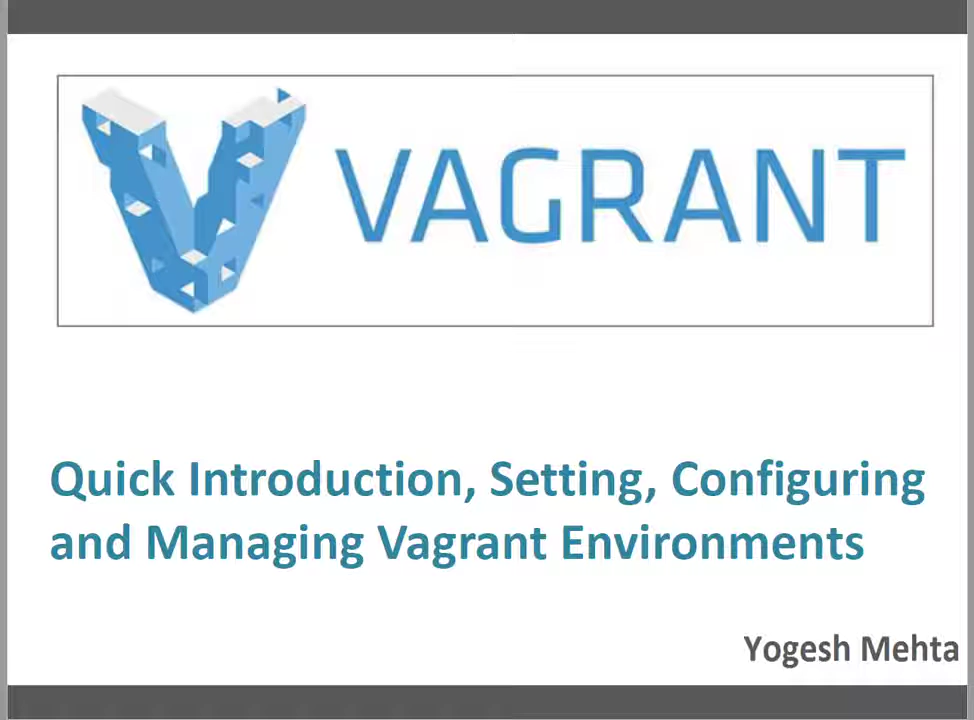 VAGRANT
Quick Introduction, Setting, Configuring
and Managing Vagrant Environments
Yogesh Mehta